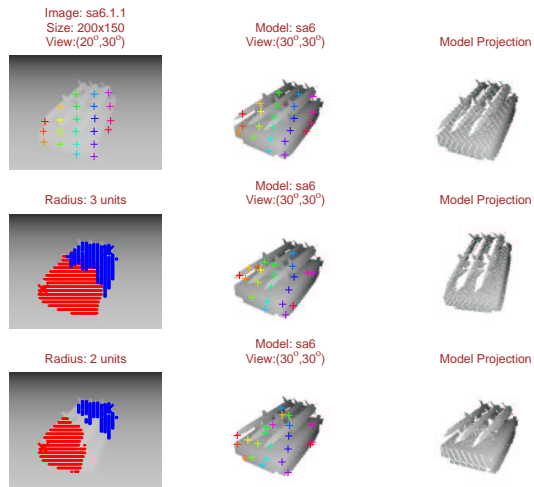 Image: sa6.1.1
Size: 200x150
View:(20°,30°)
Model: sa6
View:(30°,30°)
Model Projection
Radius: 3 units
Model: sa6
View:(30°,30°)
Model Projection
Radius: 2 units
Model: sa6
View:(30°,30°)
Model Projection